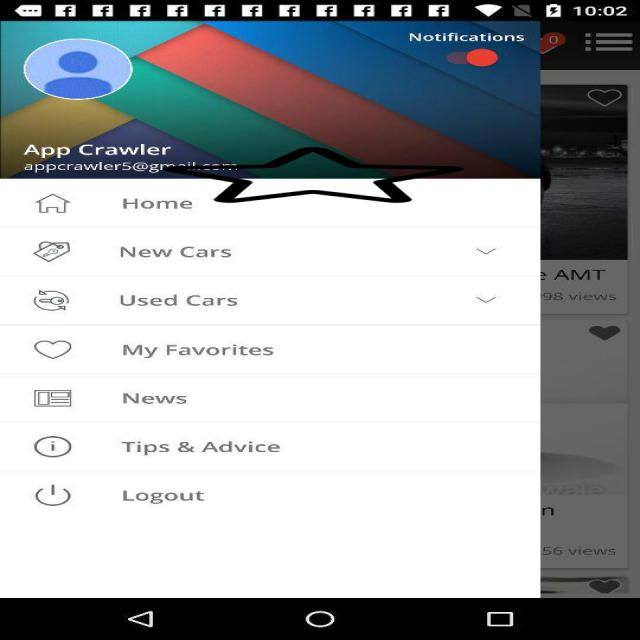 10:02
Notifications
0
App Crawler
appcrawler5@gmail.com
Home
New Cars
Used Cars
My Favorites
News
Tips & Advice
Logout
AMT
98 views
56 views